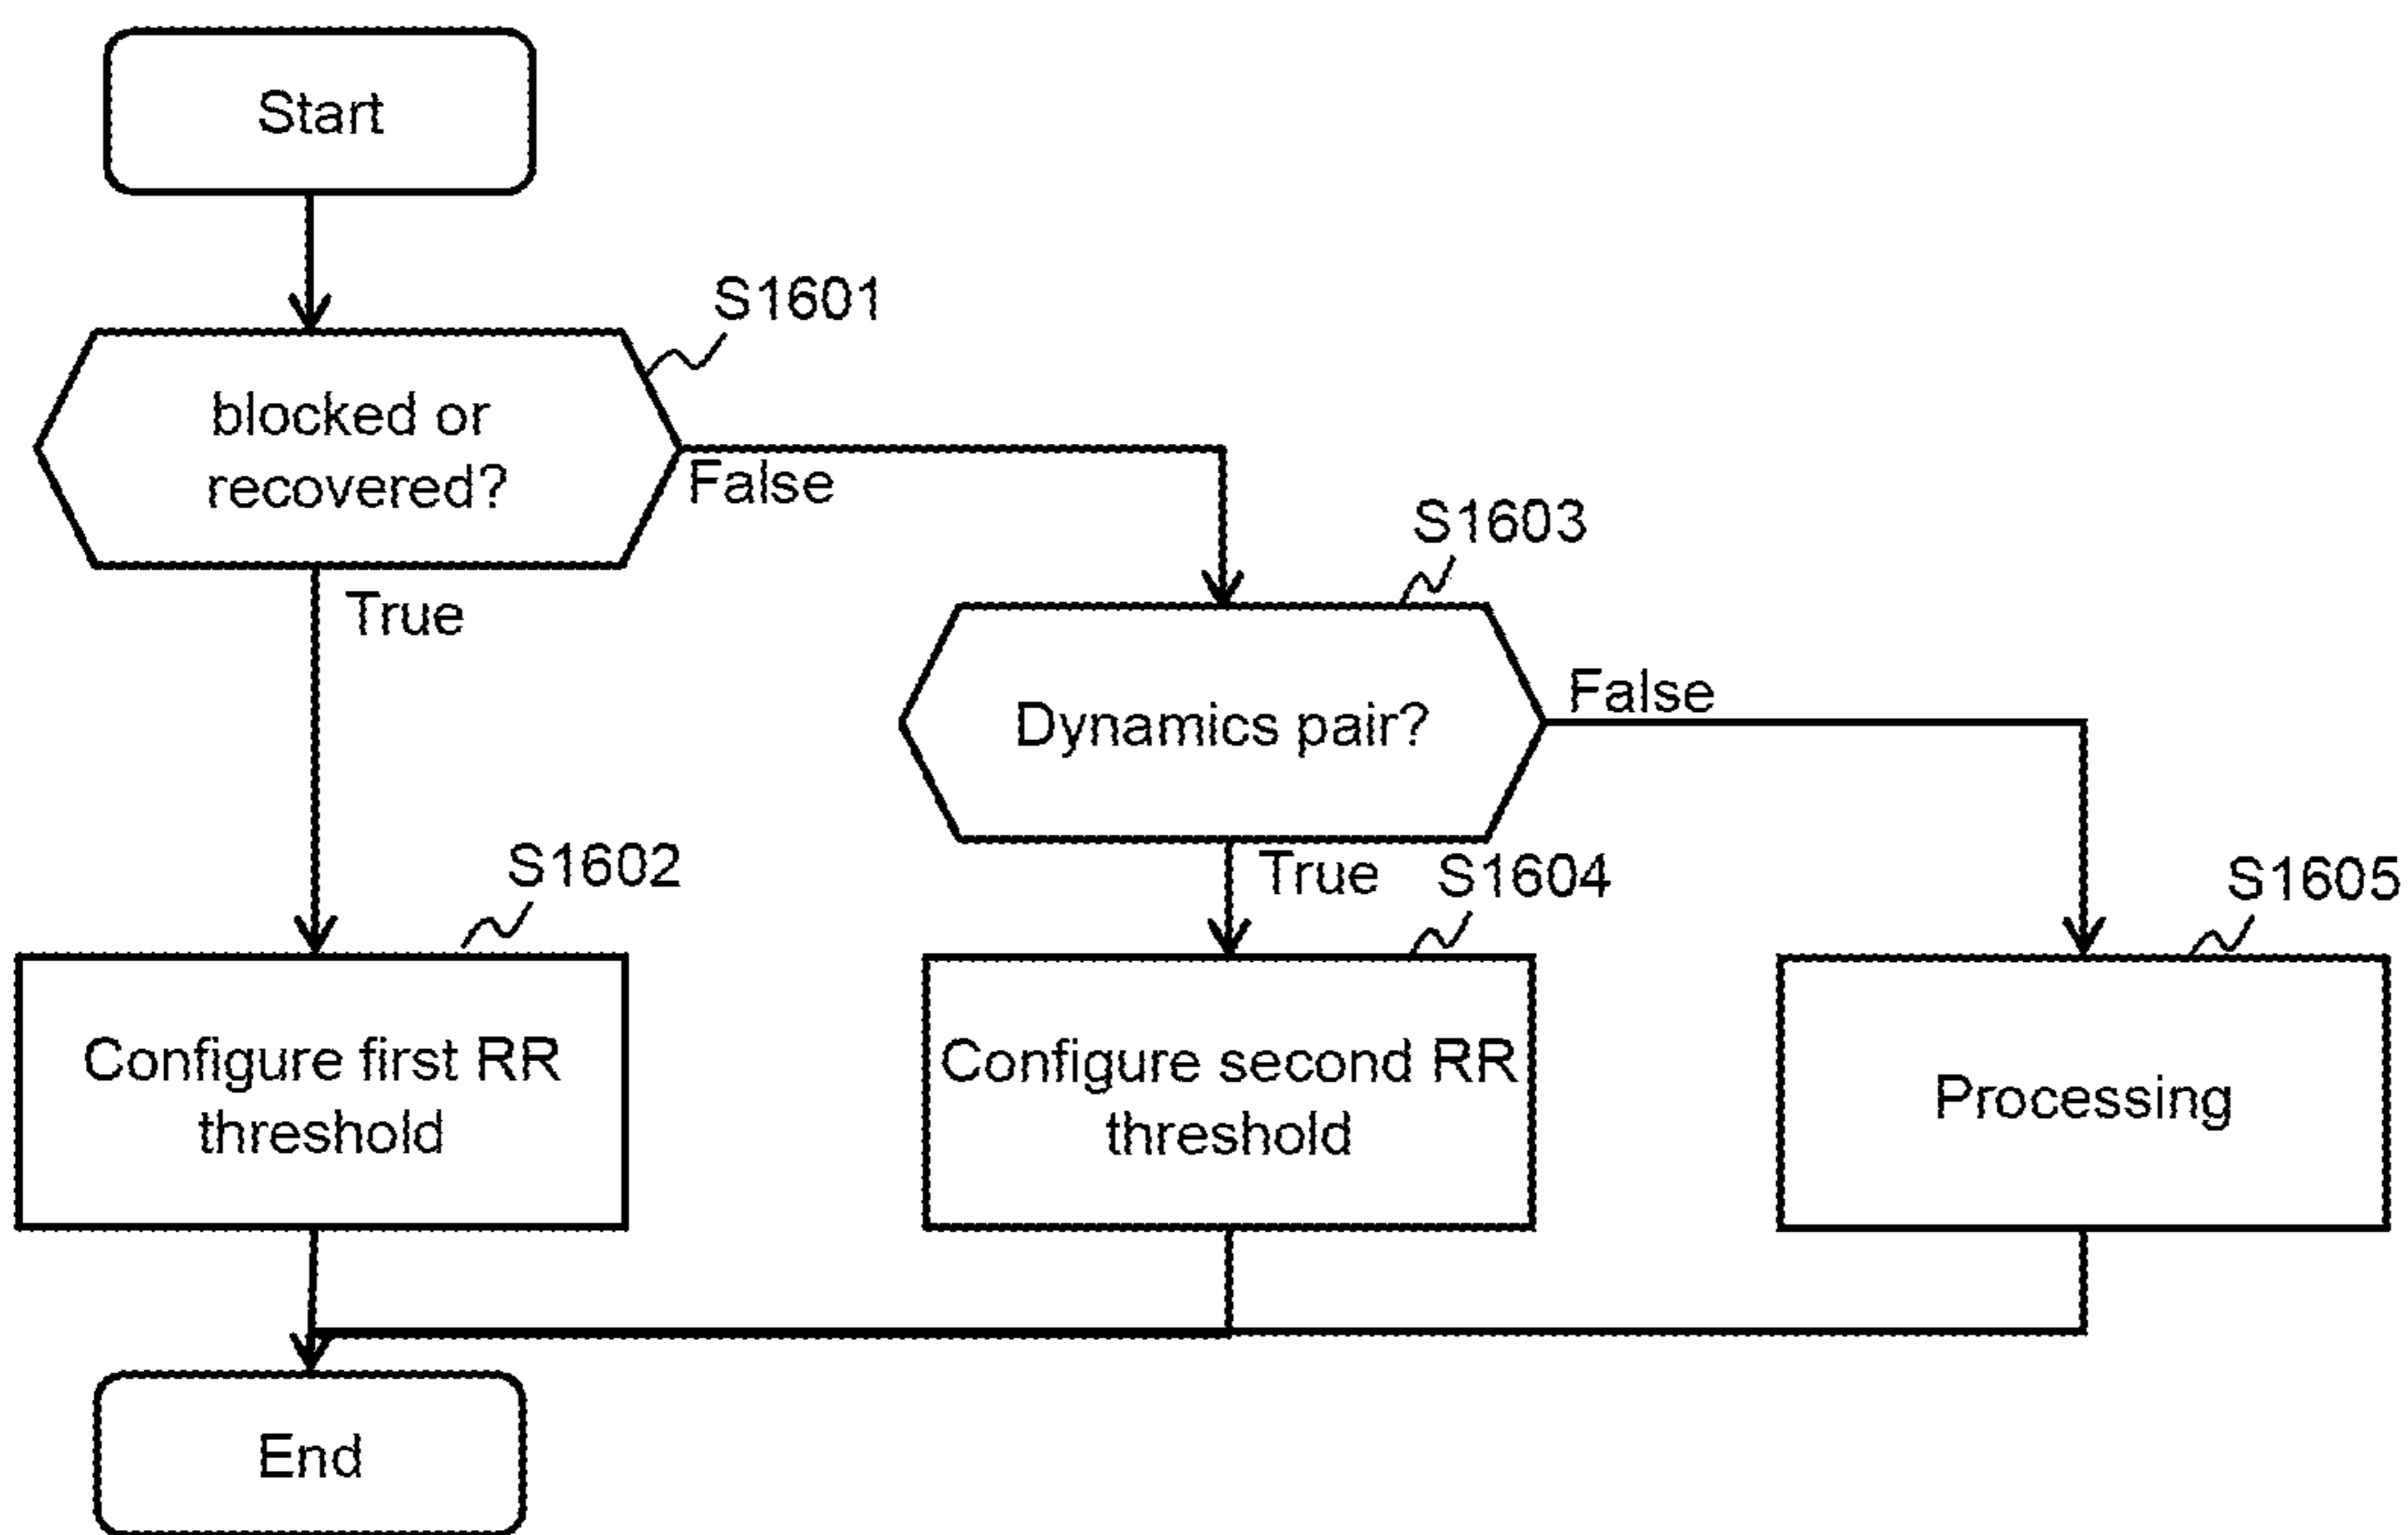 Start
S1601
blocked or
recovered?
False
S1603
True
Dynamics pair?
False
S1602
True
S1604
S1605
Configure first RR
threshold
Configure second RR
threshold
Processing
End